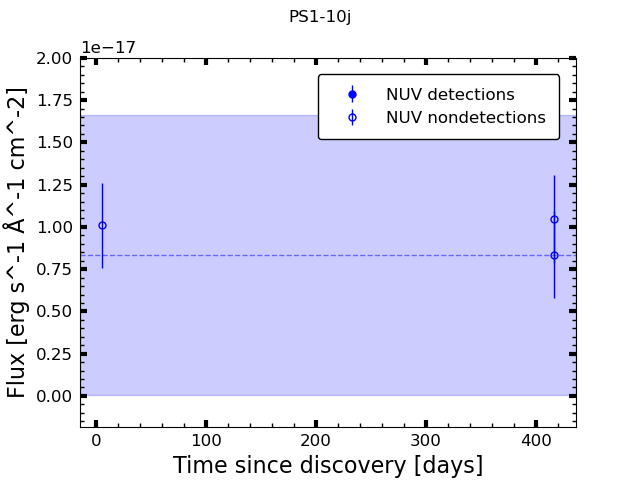 PS1-10j
1e−17
2.00
1.75
1.50
1.25
1.00
0.75
0.50
0.25
0.00
Flux [erg s^-1 Å^-1 cm^-2]
NUV detections
NUV nondetections
0 100 200 300 400
Time since discovery [days]